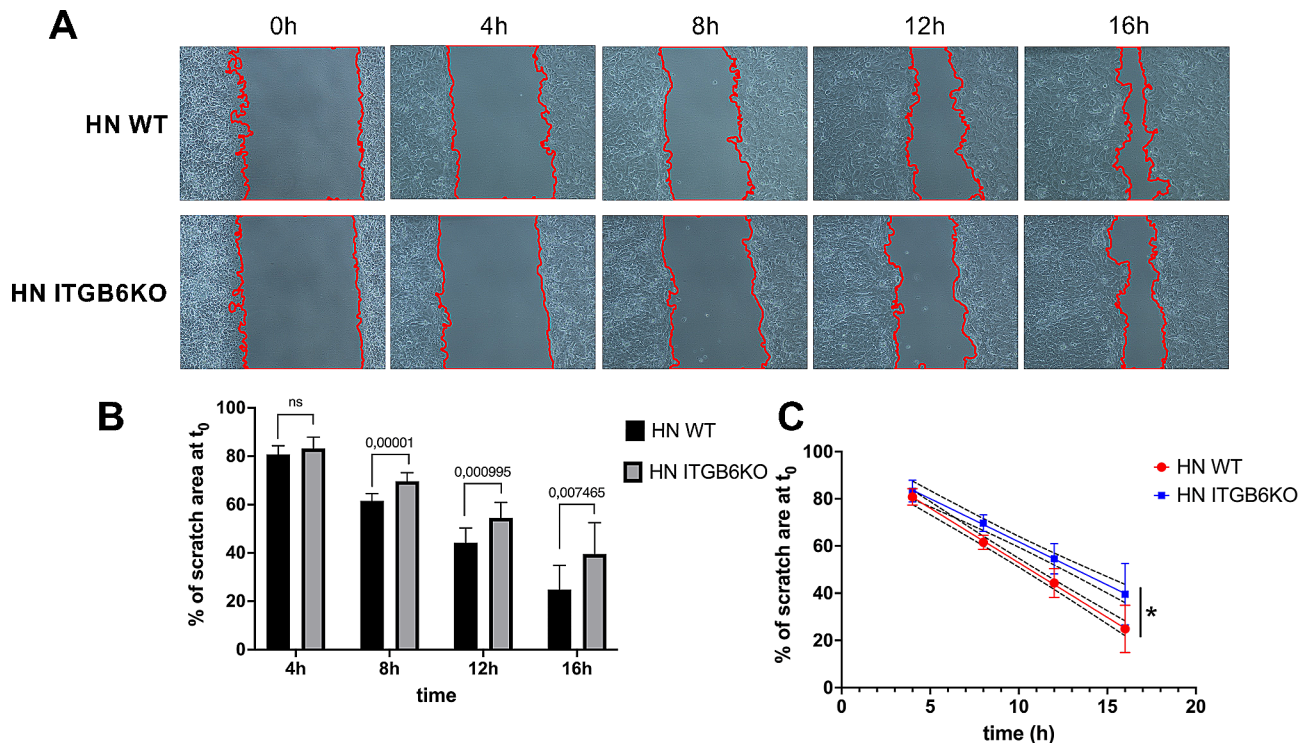 A
0h 4h 8h 12h 16h
HN WT
HN ITGB6KO
B
% of scratch area at t0
100
80
60
40
20
0
ns
0,00001
0,000995
0,007465
4h 8h 12h 16h
time
HN WT
HN ITGB6KO
C
% of scratch are at t0
100
80
60
40
20
0
0 5 10 15 20
time (h)
*
HN WT
HN ITGB6KO